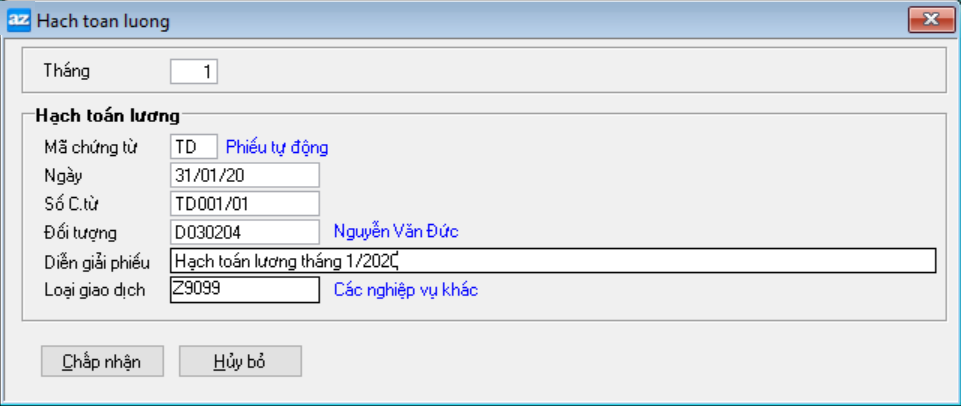 az Hach toan luong
Tháng 1
Hạch toán lương
Mã chứng từ TD Phiếu tự động
Ngày 31/01/20
Số C.từ TD001/01
Đối tượng D030204 Nguyễn Văn Đức
Diễn giải phiếu Hạch toán lương tháng 1/2020
Loại giao dịch Z9099 Các nghiệp vụ khác
Chấp nhận Hủy bỏ